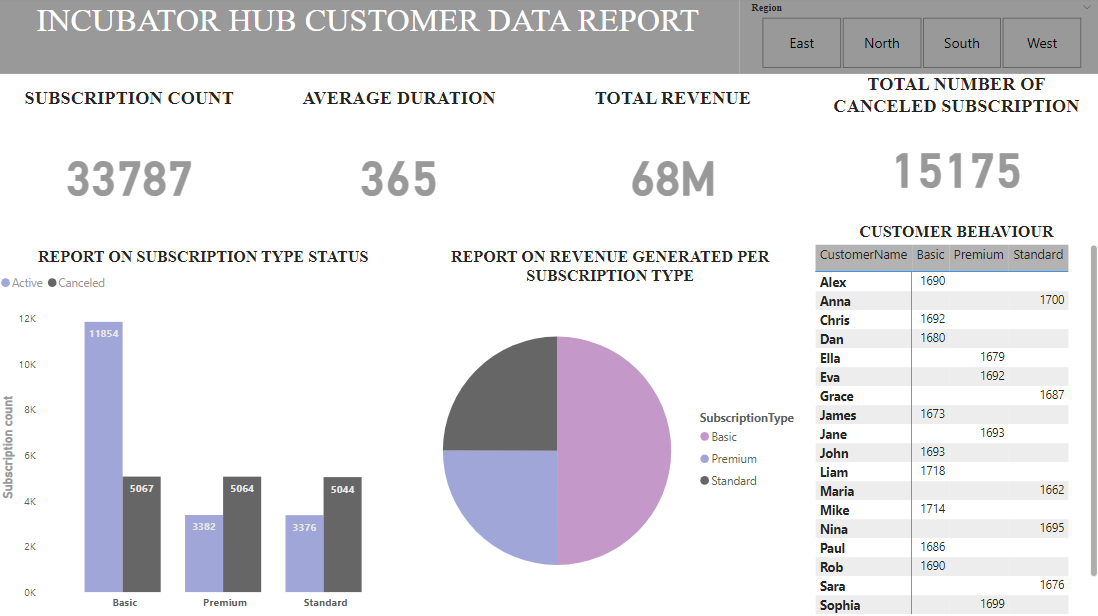 INCUBATOR HUB CUSTOMER DATA REPORT
Region
East North South West
SUBSCRIPTION COUNT
33787
AVERAGE DURATION
365
TOTAL REVENUE
68M
TOTAL NUMBER OF
CANCELED SUBSCRIPTION
15175
REPORT ON SUBSCRIPTION TYPE STATUS
Active Canceled
Subscription count
12K
10K
8K
6K
4K
2K
0K
11854 5067
3382 5064
3376 5044
Basic Premium Standard
REPORT ON REVENUE GENERATED PER
SUBSCRIPTION TYPE
SubscriptionType
Basic
Premium
Standard
CUSTOMER BEHAVIOUR
CustomerName Basic Premium Standard
Alex 1690
Anna 1700
Chris 1692
Dan 1680
Ella 1679
Eva 1692
Grace 1687
James 1673
Jane 1693
John 1693
Liam 1718
Maria 1662
Mike 1714
Nina 1695
Paul 1686
Rob 1690
Sara 1676
Sophia 1699